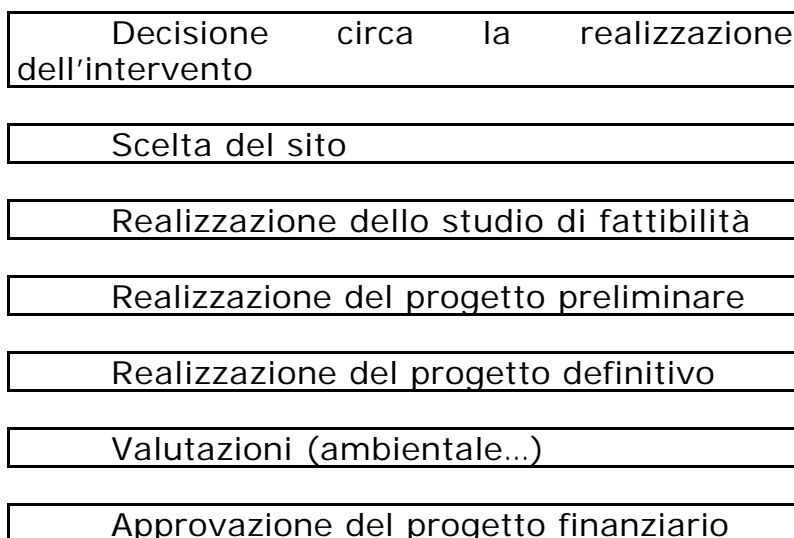 Decisione circa la realizzazione
dell'intervento
Scelta del sito
Realizzazione dello studio di fattibilità
Realizzazione del progetto preliminare
Realizzazione del progetto definitivo
Valutazioni (ambientale…)
Approvazione del progetto finanziario